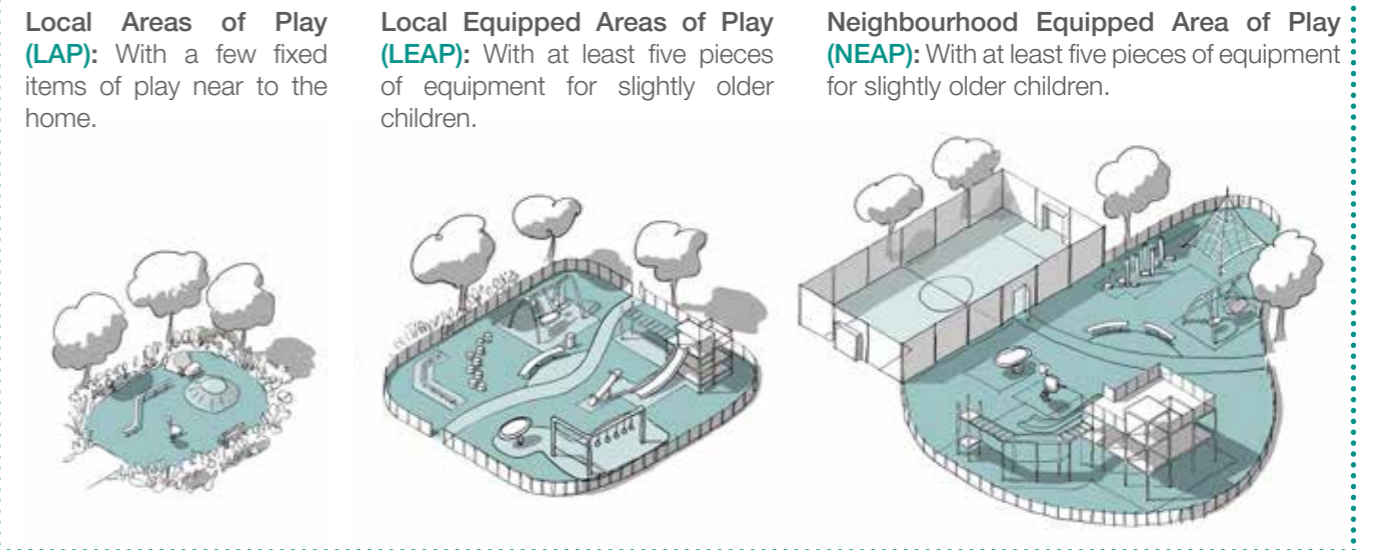 Local Areas of Play
(LAP): With a few fixed
items of play near to the
home.
Local Equipped Areas of Play
(LEAP): With at least five pieces
of equipment for slightly older
children.
Neighbourhood Equipped Area of Play
(NEAP): With at least five pieces of equipment
for slightly older children.